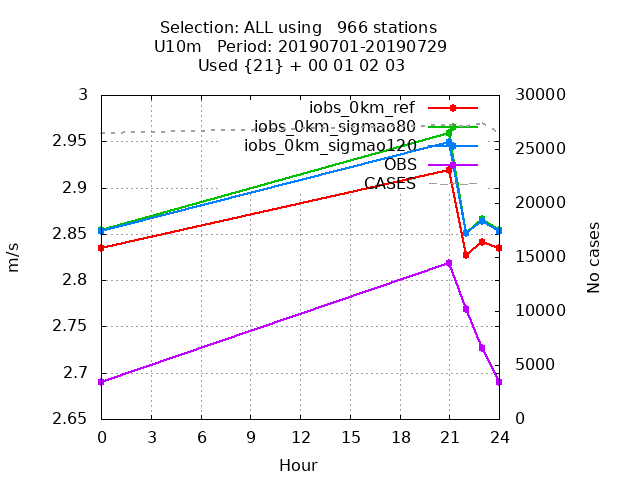 Selection: ALL using   966 stations
U10m   Period: 20190701-20190729
Used {21} + 00 01 02 03
3
2.95
2.9
2.85
2.8
2.75
2.7
2.65
m/s
iobs_0km_ref
iobs_0km_sigmao80
iobs_0km_sigmao120
OBS
CASES
30000
25000
20000
15000
10000
5000
0
No cases
0 3 6 9 12 15 18 21 24
Hour